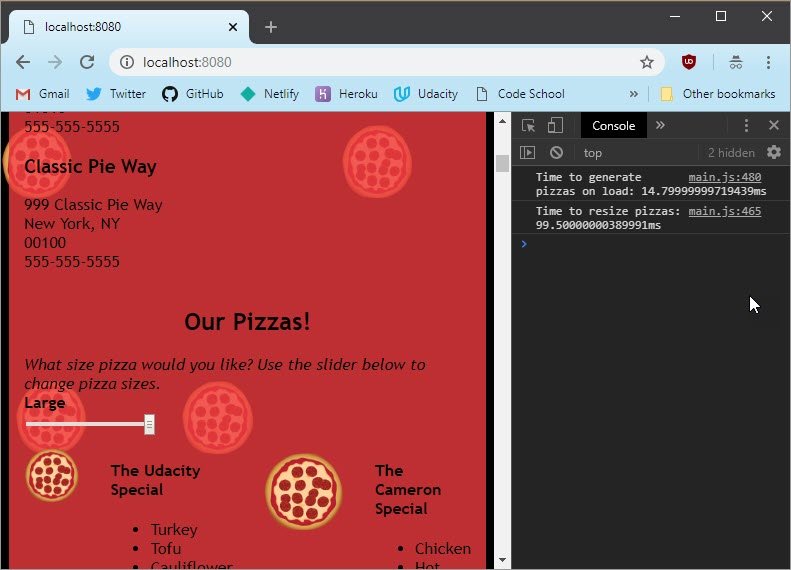 localhost:8080
localhost:8080
Gmail
Twitter
GitHub
Netlify
Heroku
Udacity
Code School
Other bookmarks
555-555-5555
Classic Pie Way
999 Classic Pie Way
New York, NY
00100
555-555-5555
Our Pizzas!
What size pizza would you like? Use the slider below to
change pizza sizes.
Large
The Udacity
Special
Turkey
Tofu
Cauliflower
The
Cameron
Special
Chicken
Hot
Console
top
2 hidden
Time to generate main.js:480
pizzas on load: 14.79999999719439ms
Time to resize pizzas: main.js:465
99.50000000389991ms